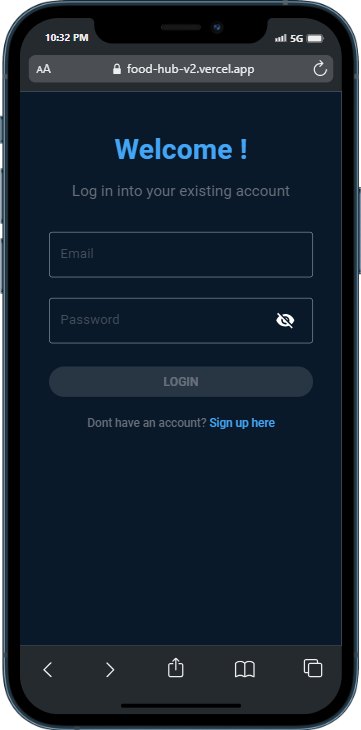 10:32 PM
5G
AA
food-hub-v2.vercel.app
Welcome !
Log in into your existing account
Email
Password
LOGIN
Dont have an account? Sign up here